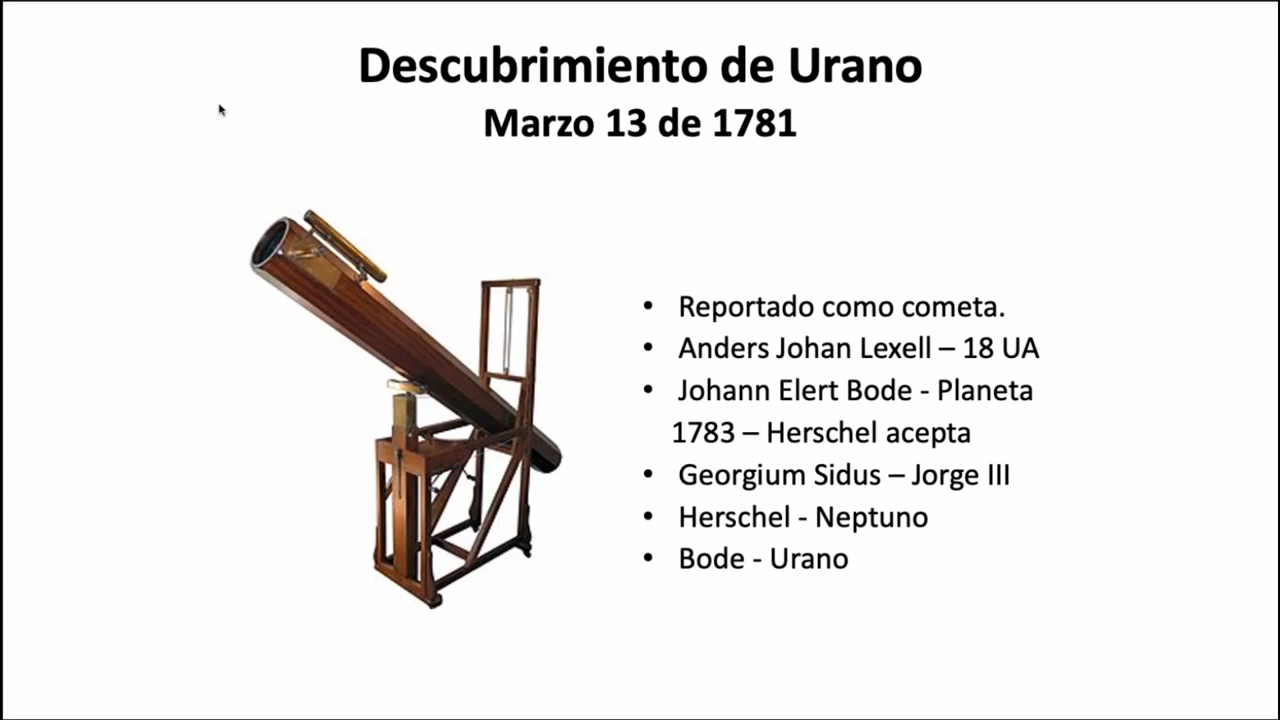 Descubrimiento de Urano
Marzo 13 de 1781
• Reportado como cometa.
• Anders Johan Lexell – 18 UA
• Johann Elert Bode - Planeta
1783 – Herschel acepta
• Georgium Sidus – Jorge III
• Herschel - Neptuno
• Bode - Urano